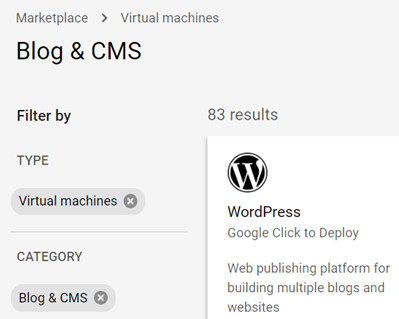 Marketplace > Virtual machines
Blog & CMS
Filter by
TYPE
Virtual machines
CATEGORY
Blog & CMS
83 results
WordPress
Google Click to Deploy
Web publishing platform for
building multiple blogs and
websites